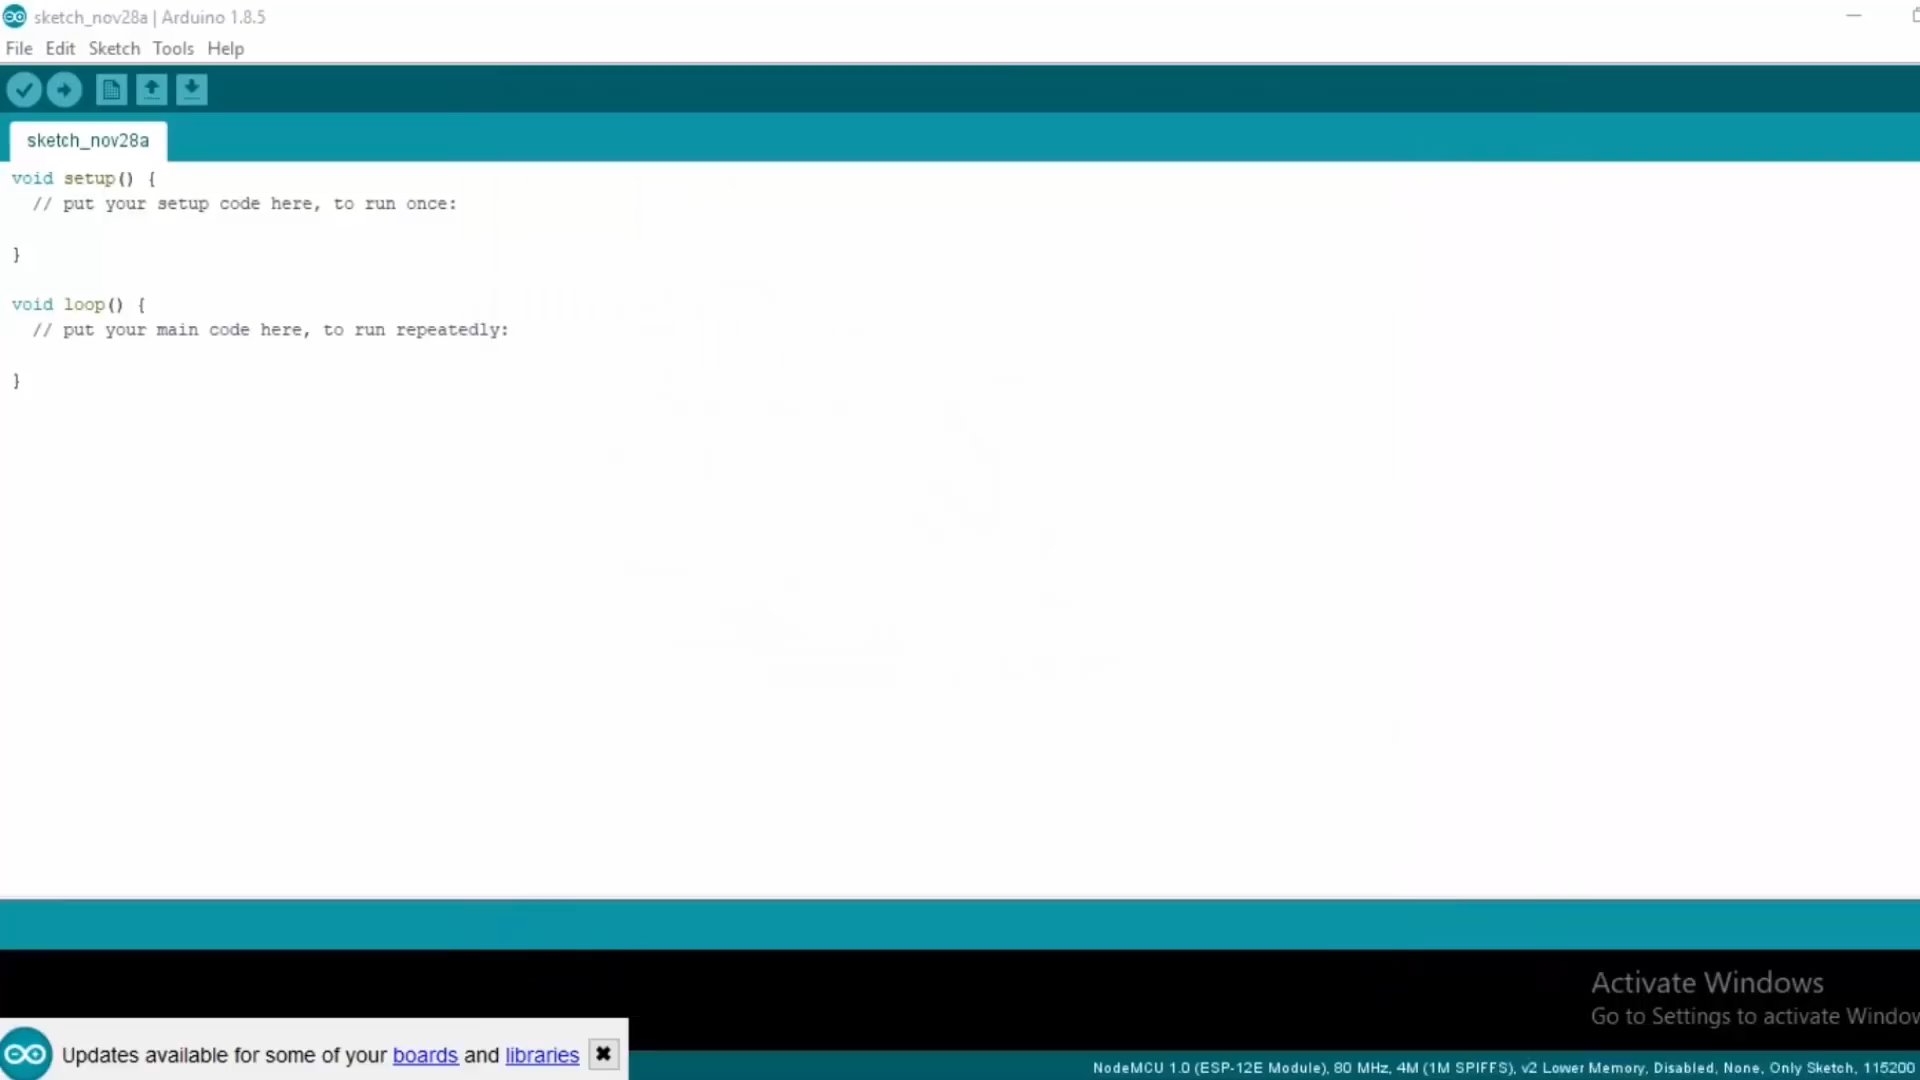 sketch_nov28a | Arduino 1.8.5
File Edit Sketch Tools Help
sketch_nov28a
void setup() {
  // put your setup code here, to run once:
}
void loop() {
  // put your main code here, to run repeatedly:
}
Activate Windows
Go to Settings to activate Window
Updates available for some of your boards and libraries
NodeMCU 1.0 (ESP-12E Module), 80 MHz, 4M (1M SPIFFS), v2 Lower Memory, Disabled, None, Only Sketch, 115200